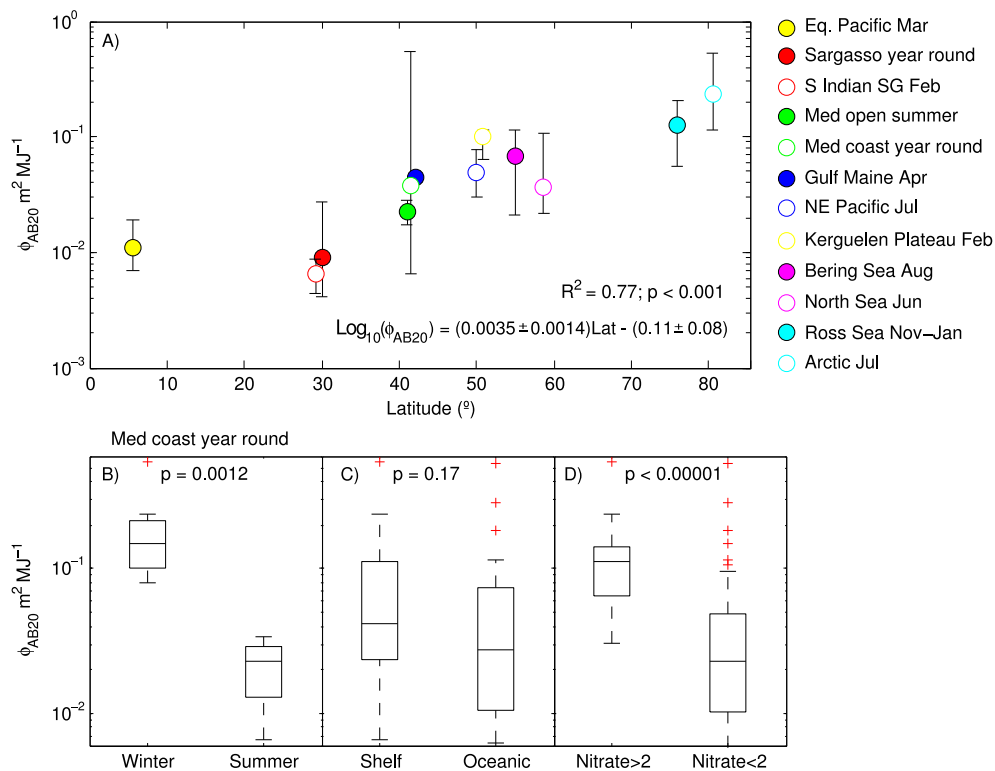 10⁰
10⁻¹
10⁻²
10⁻³
ϕAB20 m² MJ⁻¹
A)
R² = 0.77; p < 0.001
Log₁₀(ϕAB20) = (0.0035 ± 0.0014)Lat - (0.11 ± 0.08)
0 10 20 30 40 50 60 70 80
Latitude (º)
Eq. Pacific Mar
Sargasso year round
S Indian SG Feb
Med open summer
Med coast year round
Gulf Maine Apr
NE Pacific Jul
Kerguelen Plateau Feb
Bering Sea Aug
North Sea Jun
Ross Sea Nov–Jan
Arctic Jul
Med coast year round
B) p = 0.0012
C) p = 0.17
D) p < 0.00001
10⁻¹
10⁻²
ϕAB20 m² MJ⁻¹
Winter Summer Shelf Oceanic Nitrate>2 Nitrate<2